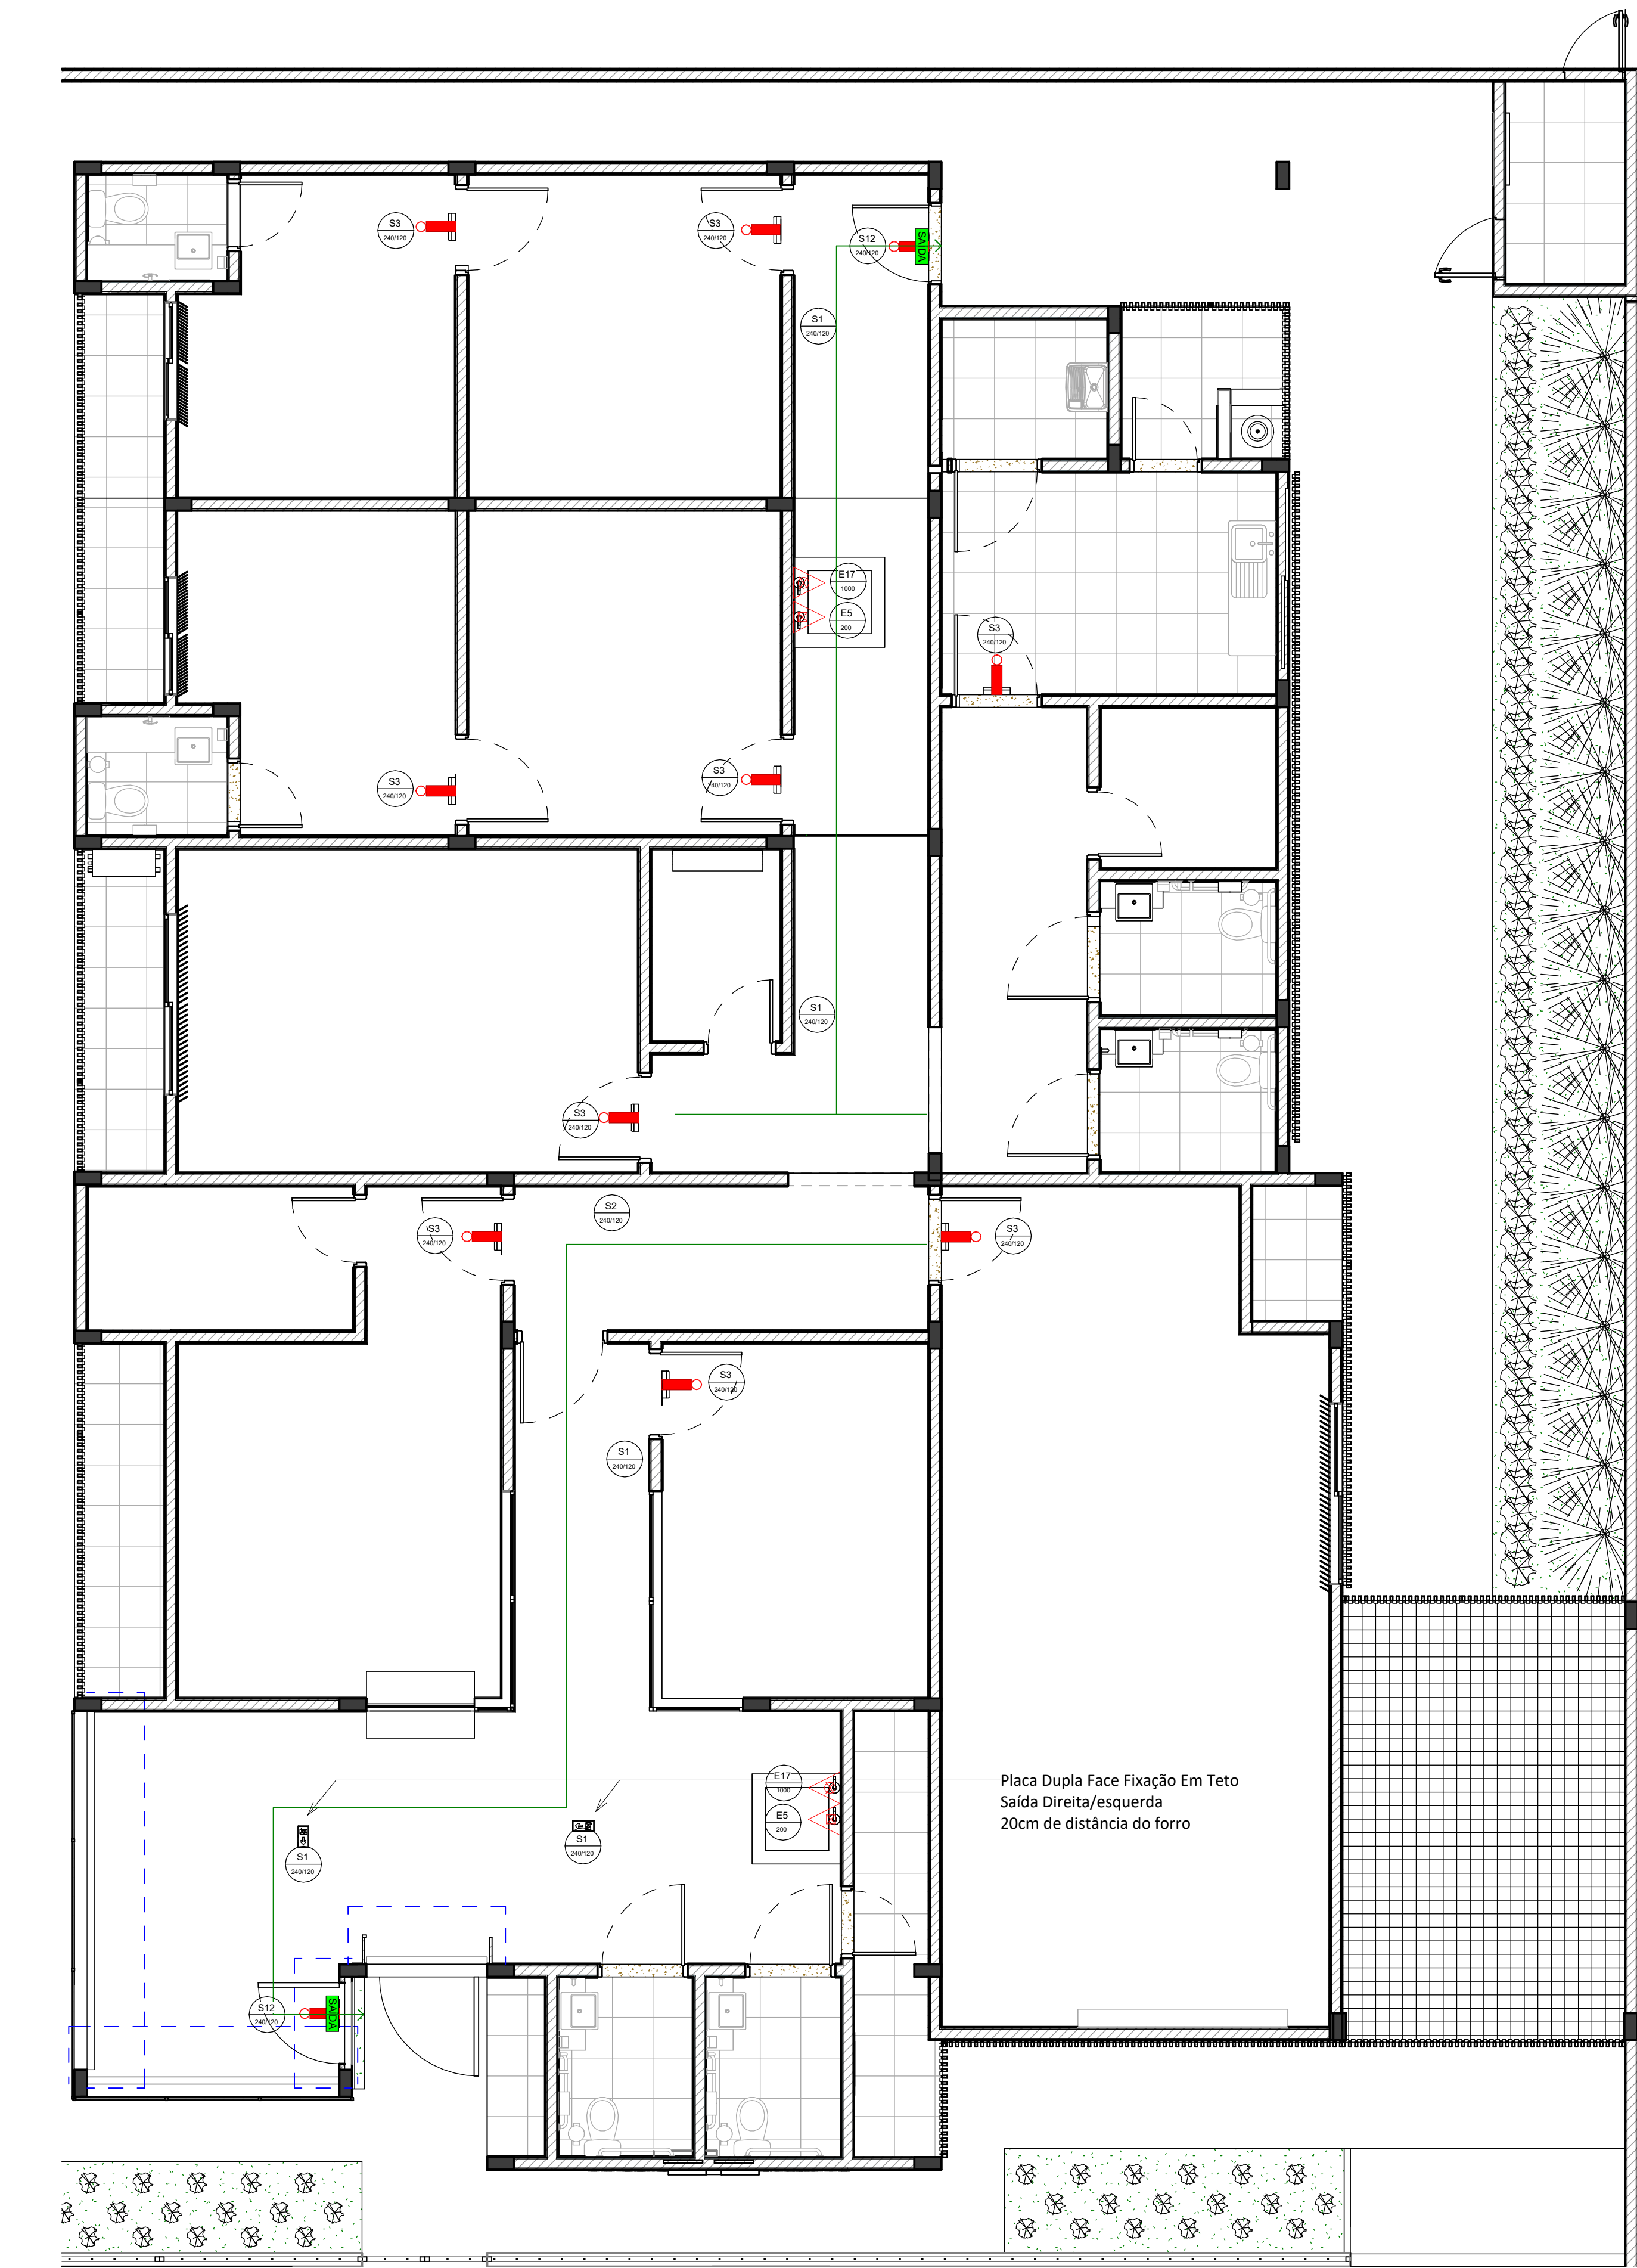 S3
240/120
S3
240/120
S12
240/120
SAÍDA
S1
240/120
E17
1000
E5
200
S3
240/120
S3
240/120
S3
240/120
S1
240/120
S3
240/120
S2
240/120
S3
240/120
S3
240/120
S3
240/120
S1
240/120
E17
1000
E5
200
Placa Dupla Face Fixação Em Teto
Saída Direita/esquerda
20cm de distância do forro
S1
240/120
S1
240/120
S12
240/120
SAÍDA